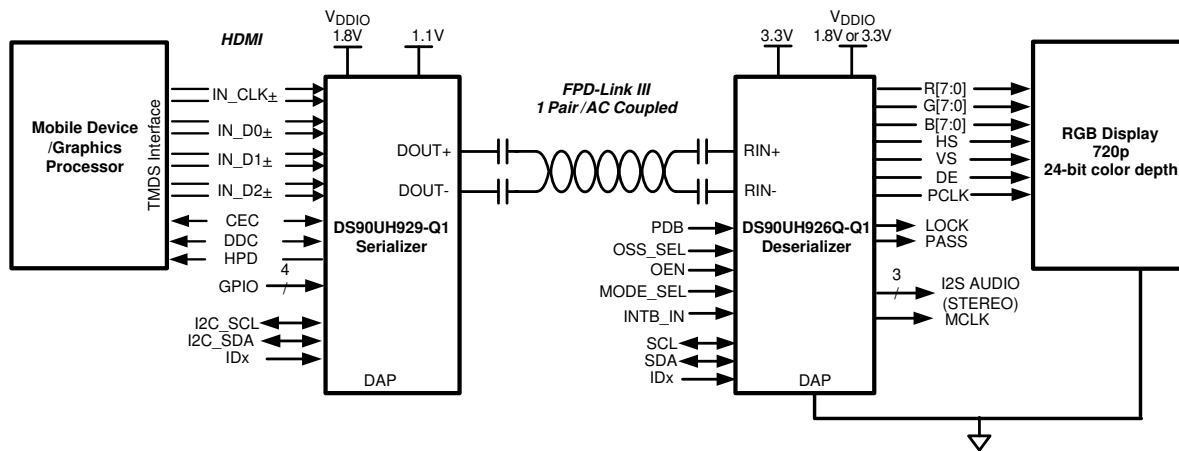 HDMI
VDDIO
1.8V
1.1V
Mobile Device
/Graphics
Processor
TMDS Interface
IN_CLK±
IN_D0±
IN_D1±
IN_D2±
CEC
DDC
HPD
4
GPIO
I2C_SCL
I2C_SDA
IDx
DOUT+
DOUT-
DS90UH929-Q1
Serializer
DAP
FPD-Link III
1 Pair /AC Coupled
3.3V
VDDIO
1.8V or 3.3V
RIN+
RIN-
DS90UH926Q-Q1
Deserializer
DAP
PDB
OSS_SEL
OEN
MODE_SEL
INTB_IN
SCL
SDA
IDx
R[7:0]
G[7:0]
B[7:0]
HS
VS
DE
PCLK
LOCK
PASS
3
I2S AUDIO
(STEREO)
MCLK
RGB Display
720p
24-bit color depth